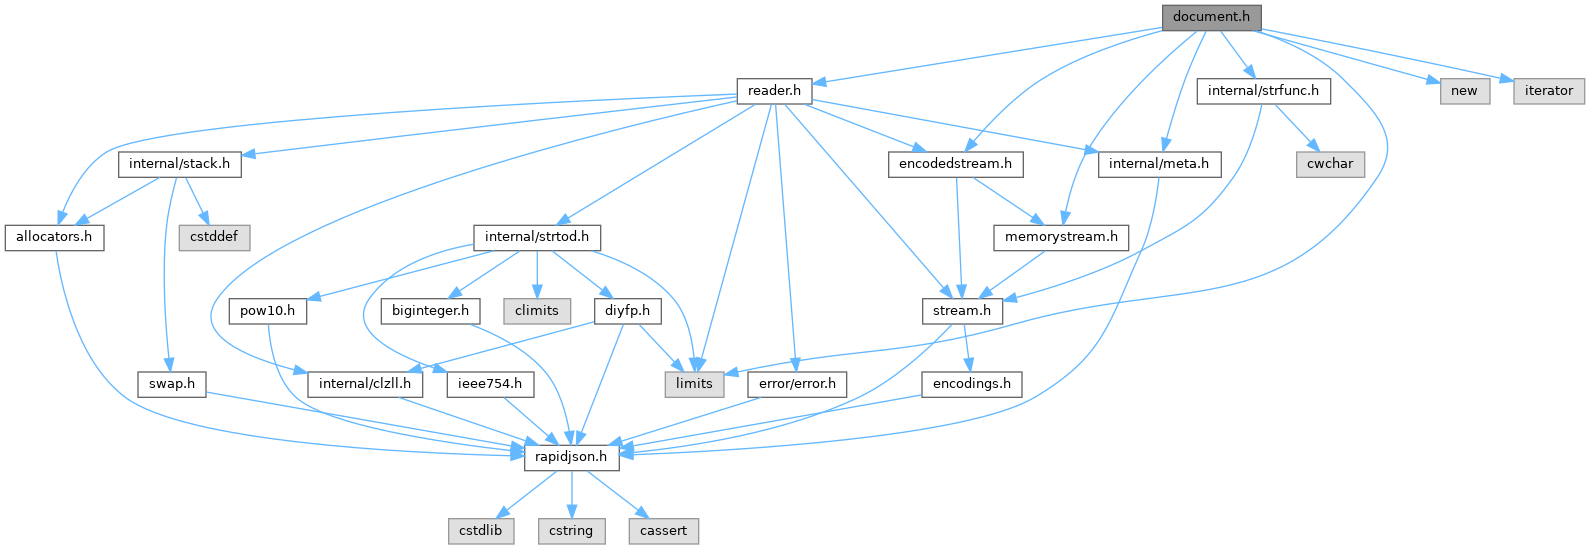 document.h
reader.h
internal/strfunc.h
new
iterator
internal/stack.h
encodedstream.h
internal/meta.h
cwchar
allocators.h
cstddef
internal/strtod.h
memorystream.h
pow10.h
biginteger.h
climits
diyfp.h
stream.h
swap.h
internal/clzll.h
ieee754.h
limits
error/error.h
encodings.h
rapidjson.h
cstdlib
cstring
cassert